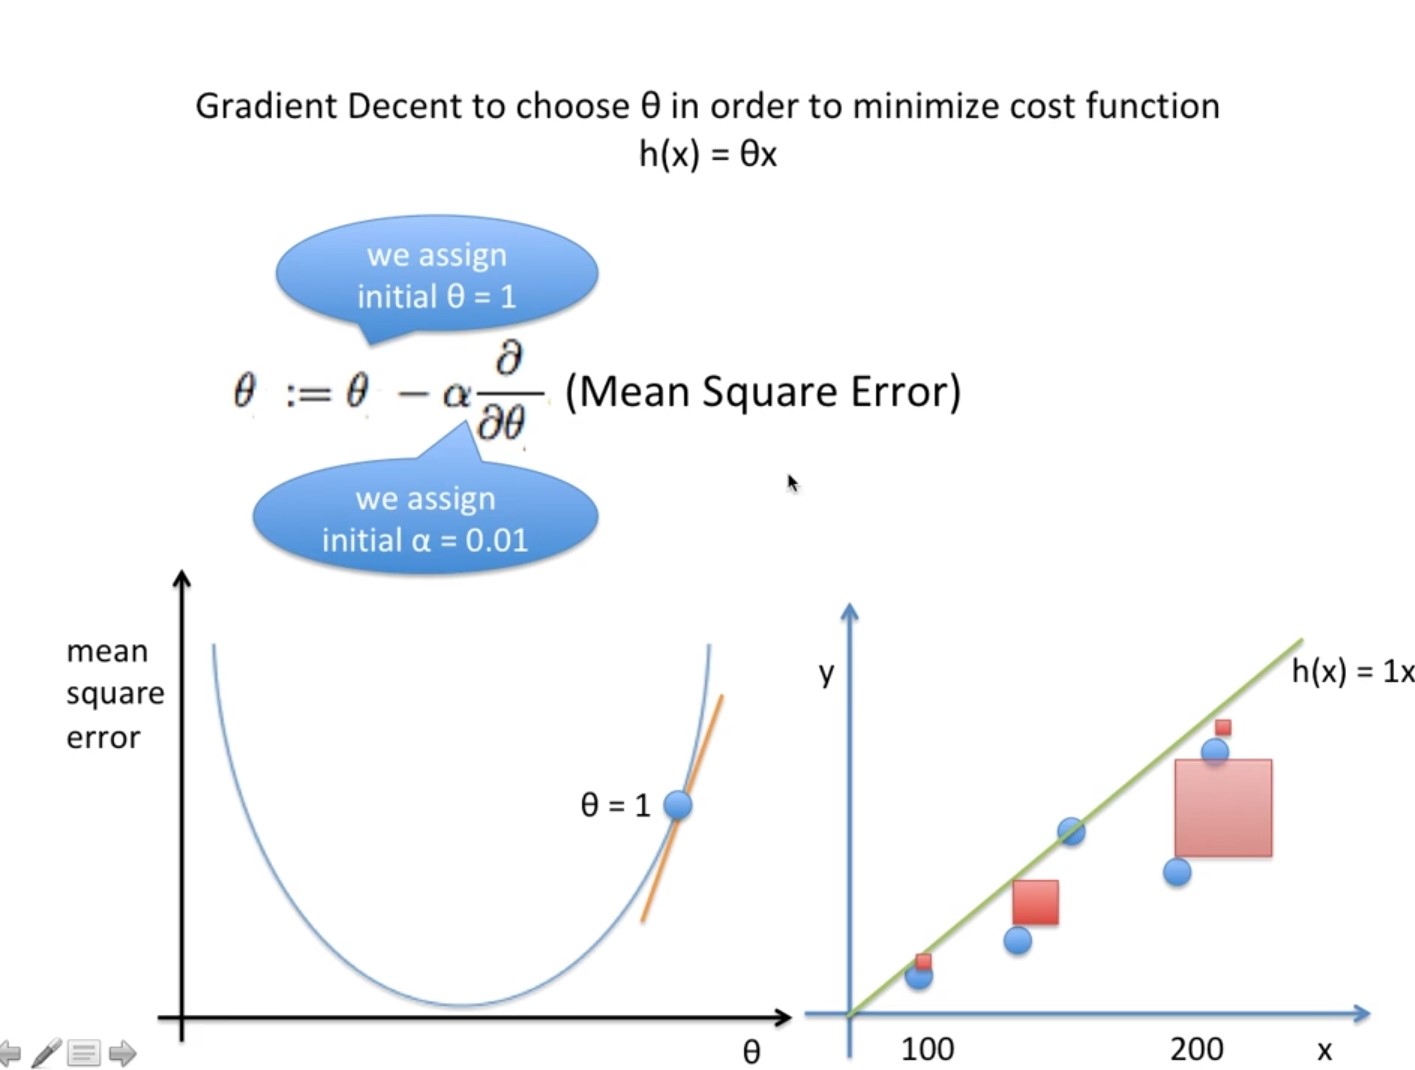 Gradient Decent to choose θ in order to minimize cost function
h(x) = θx
we assign
initial θ = 1
θ := θ − α ∂/∂θ (Mean Square Error)
we assign
initial α = 0.01
mean
square
error
θ = 1
θ
y
h(x) = 1x
100 200 x